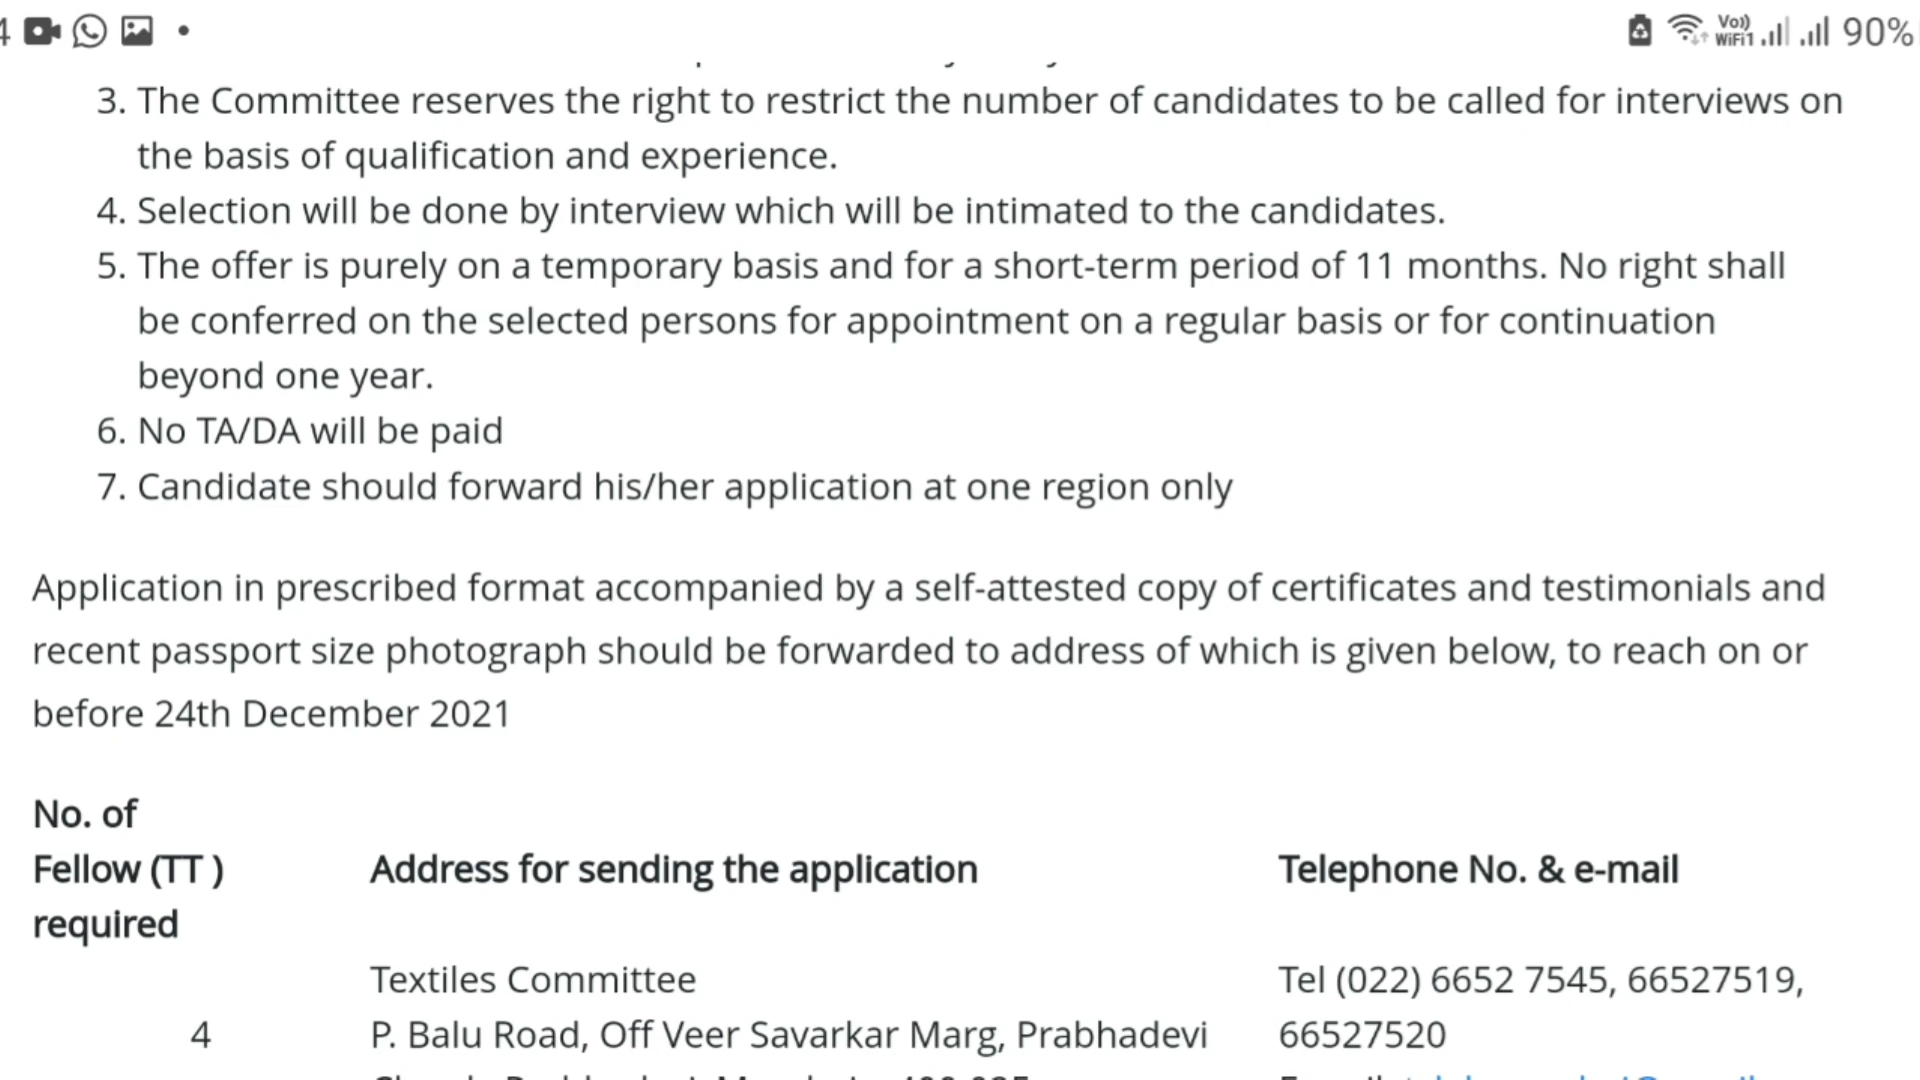 4 Vo)) WiFi1 90%
3. The Committee reserves the right to restrict the number of candidates to be called for interviews on
the basis of qualification and experience.
4. Selection will be done by interview which will be intimated to the candidates.
5. The offer is purely on a temporary basis and for a short-term period of 11 months. No right shall
be conferred on the selected persons for appointment on a regular basis or for continuation
beyond one year.
6. No TA/DA will be paid
7. Candidate should forward his/her application at one region only
Application in prescribed format accompanied by a self-attested copy of certificates and testimonials and
recent passport size photograph should be forwarded to address of which is given below, to reach on or
before 24th December 2021
No. of
Fellow (TT ) Address for sending the application Telephone No. & e-mail
required
Textiles Committee Tel (022) 6652 7545, 66527519,
4 P. Balu Road, Off Veer Savarkar Marg, Prabhadevi 66527520